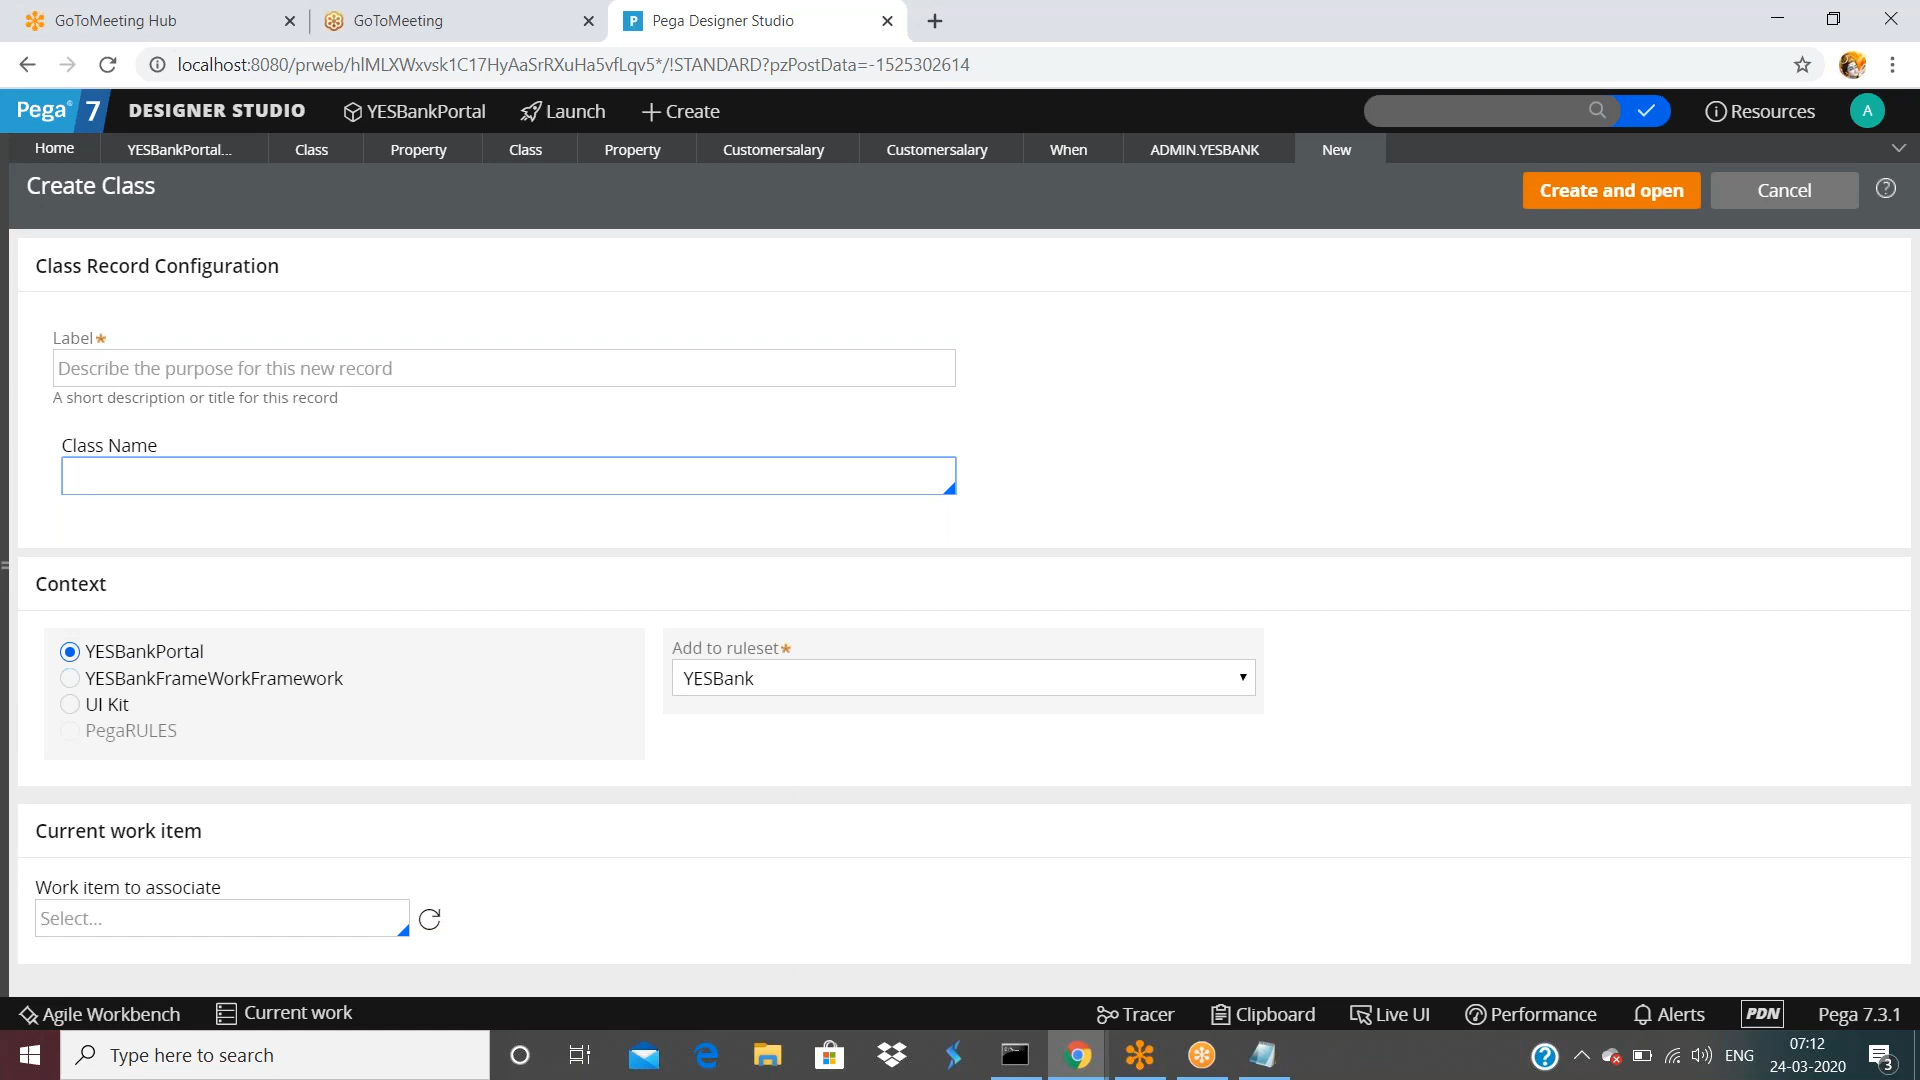 GoToMeeting Hub
GoToMeeting
P Pega Designer Studio
localhost:8080/prweb/hlMLXWxvsk1C17HyAaSrRXuHa5vfLqv5*/!STANDARD?pzPostData=-1525302614
Pega 7 DESIGNER STUDIO YESBankPortal Launch Create Resources A
Home YESBankPortal... Class Property Class Property Customersalary Customersalary When ADMIN.YESBANK New
Create Class
Create and open Cancel ?
Class Record Configuration
Label*
Describe the purpose for this new record
A short description or title for this record
Class Name
Context
YESBankPortal
YESBankFrameWorkFramework
UI Kit
PegaRULES
Add to ruleset*
YESBank
Current work item
Work item to associate
Select...
Agile Workbench Current work Tracer Clipboard Live UI Performance Alerts PDN Pega 7.3.1
Type here to search
ENG
07:12
24-03-2020
3